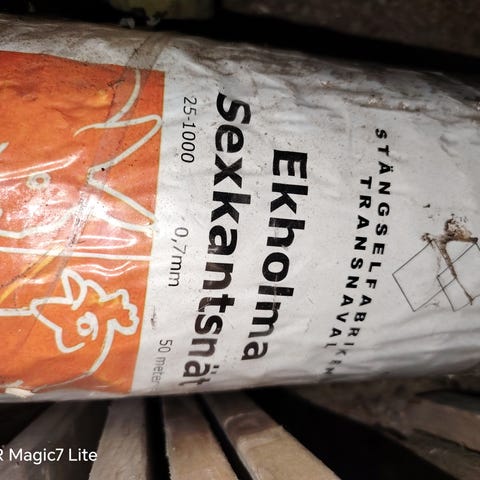 STÄNGSELFABRIKEN
TRANSNAVAL
Ekholma
Sexkantsnät
25-1000
0,7mm
50 meter
R Magic7 Lite